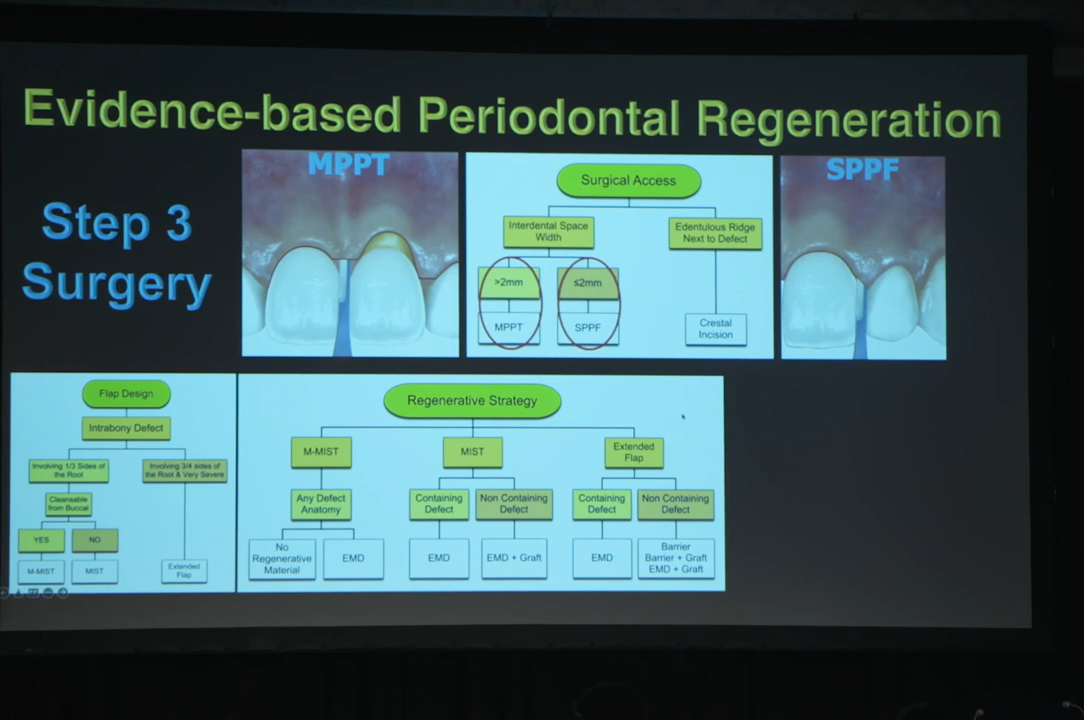 Evidence-based Periodontal Regeneration
Step 3
Surgery
MPPT
Surgical Access
Interdental Space
Width
Edentulous Ridge
Next to Defect
>2mm
≤2mm
MPPT
SPPF
Crestal
Incision
SPPF
Flap Design
Intrabony Defect
Involving 1/3 Sides of
the Root
Involving 3/4 sides of
the Root & Very Severe
Cleansable
from Buccal
YES
NO
M-MIST
MIST
Extended
Flap
Regenerative Strategy
M-MIST
MIST
Extended
Flap
Any Defect
Anatomy
Containing
Defect
Non Containing
Defect
Containing
Defect
Non Containing
Defect
No
Regenerative
Material
EMD
EMD
EMD + Graft
EMD
Barrier
Barrier + Graft
EMD + Graft